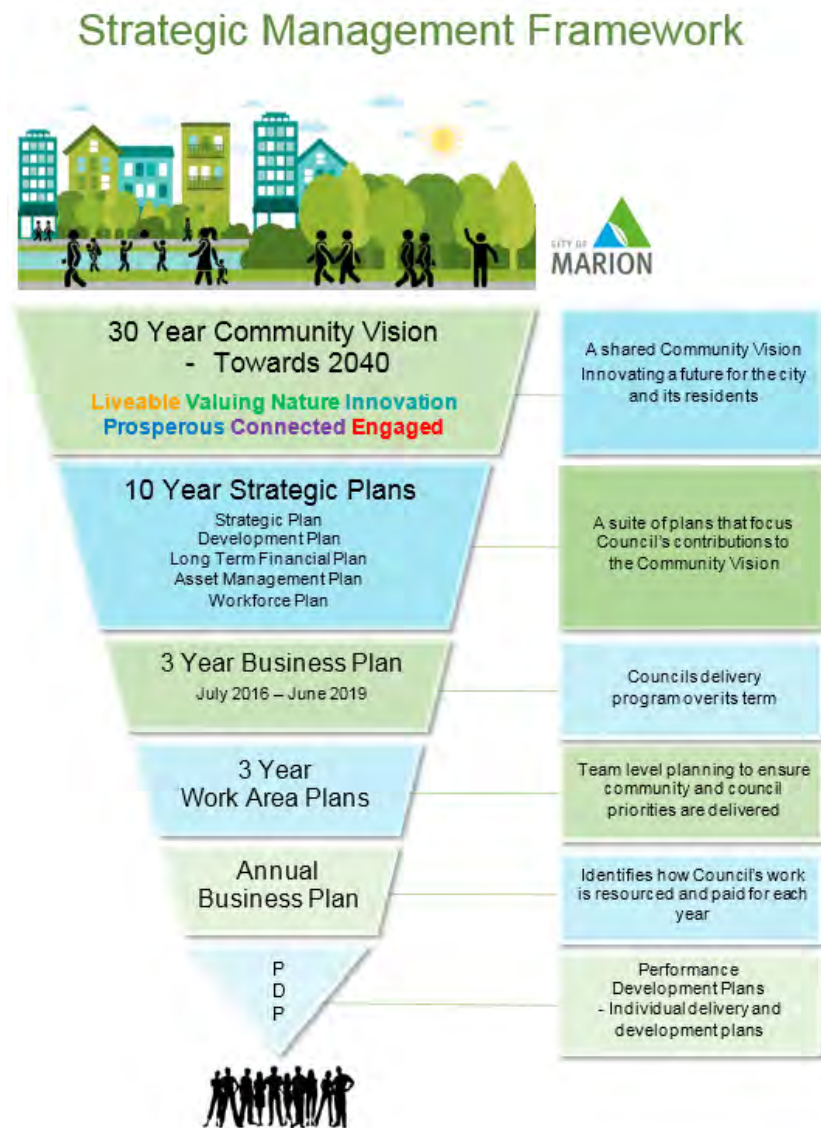 Strategic Management Framework
CITY OF
MARION
30 Year Community Vision
- Towards 2040
Liveable Valuing Nature Innovation
Prosperous Connected Engaged
A shared Community Vision
Innovating a future for the city
and its residents
10 Year Strategic Plans
Strategic Plan
Development Plan
Long Term Financial Plan
Asset Management Plan
Workforce Plan
A suite of plans that focus
Council's contributions to
the Community Vision
3 Year Business Plan
July 2016 – June 2019
Councils delivery
program over its term
3 Year
Work Area Plans
Team level planning to ensure
community and council
priorities are delivered
Annual
Business Plan
Identifies how Council's work
is resourced and paid for each
year
P
D
P
Performance
Development Plans
- Individual delivery and
development plans